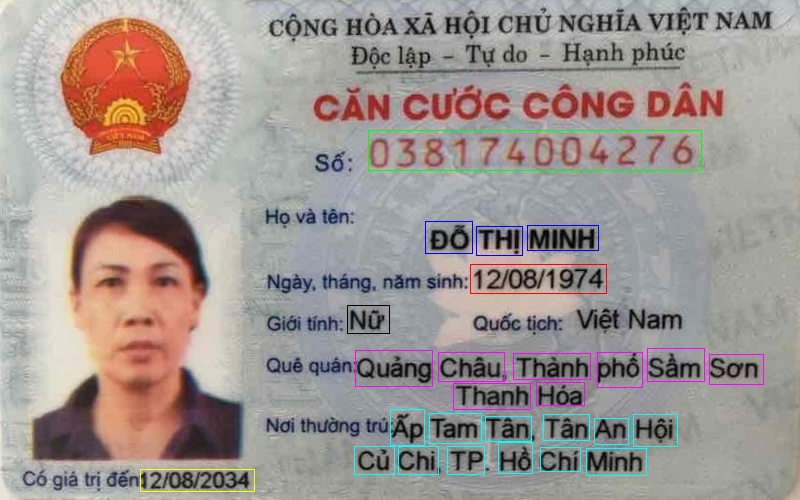 CỘNG HÒA XÃ HỘI CHỦ NGHĨA VIỆT NAM
Độc lập - Tự do - Hạnh phúc
CĂN CƯỚC CÔNG DÂN
Số: 038174004276
Họ và tên:
ĐỖ THỊ MINH
Ngày, tháng, năm sinh: 12/08/1974
Giới tính: Nữ Quốc tịch: Việt Nam
Quê quán: Quảng Châu, Thành phố Sầm Sơn
Thanh Hóa
Nơi thường trú: Ấp Tam Tân, Tân An Hội
Củ Chi, TP. Hồ Chí Minh
Có giá trị đến: 12/08/2034